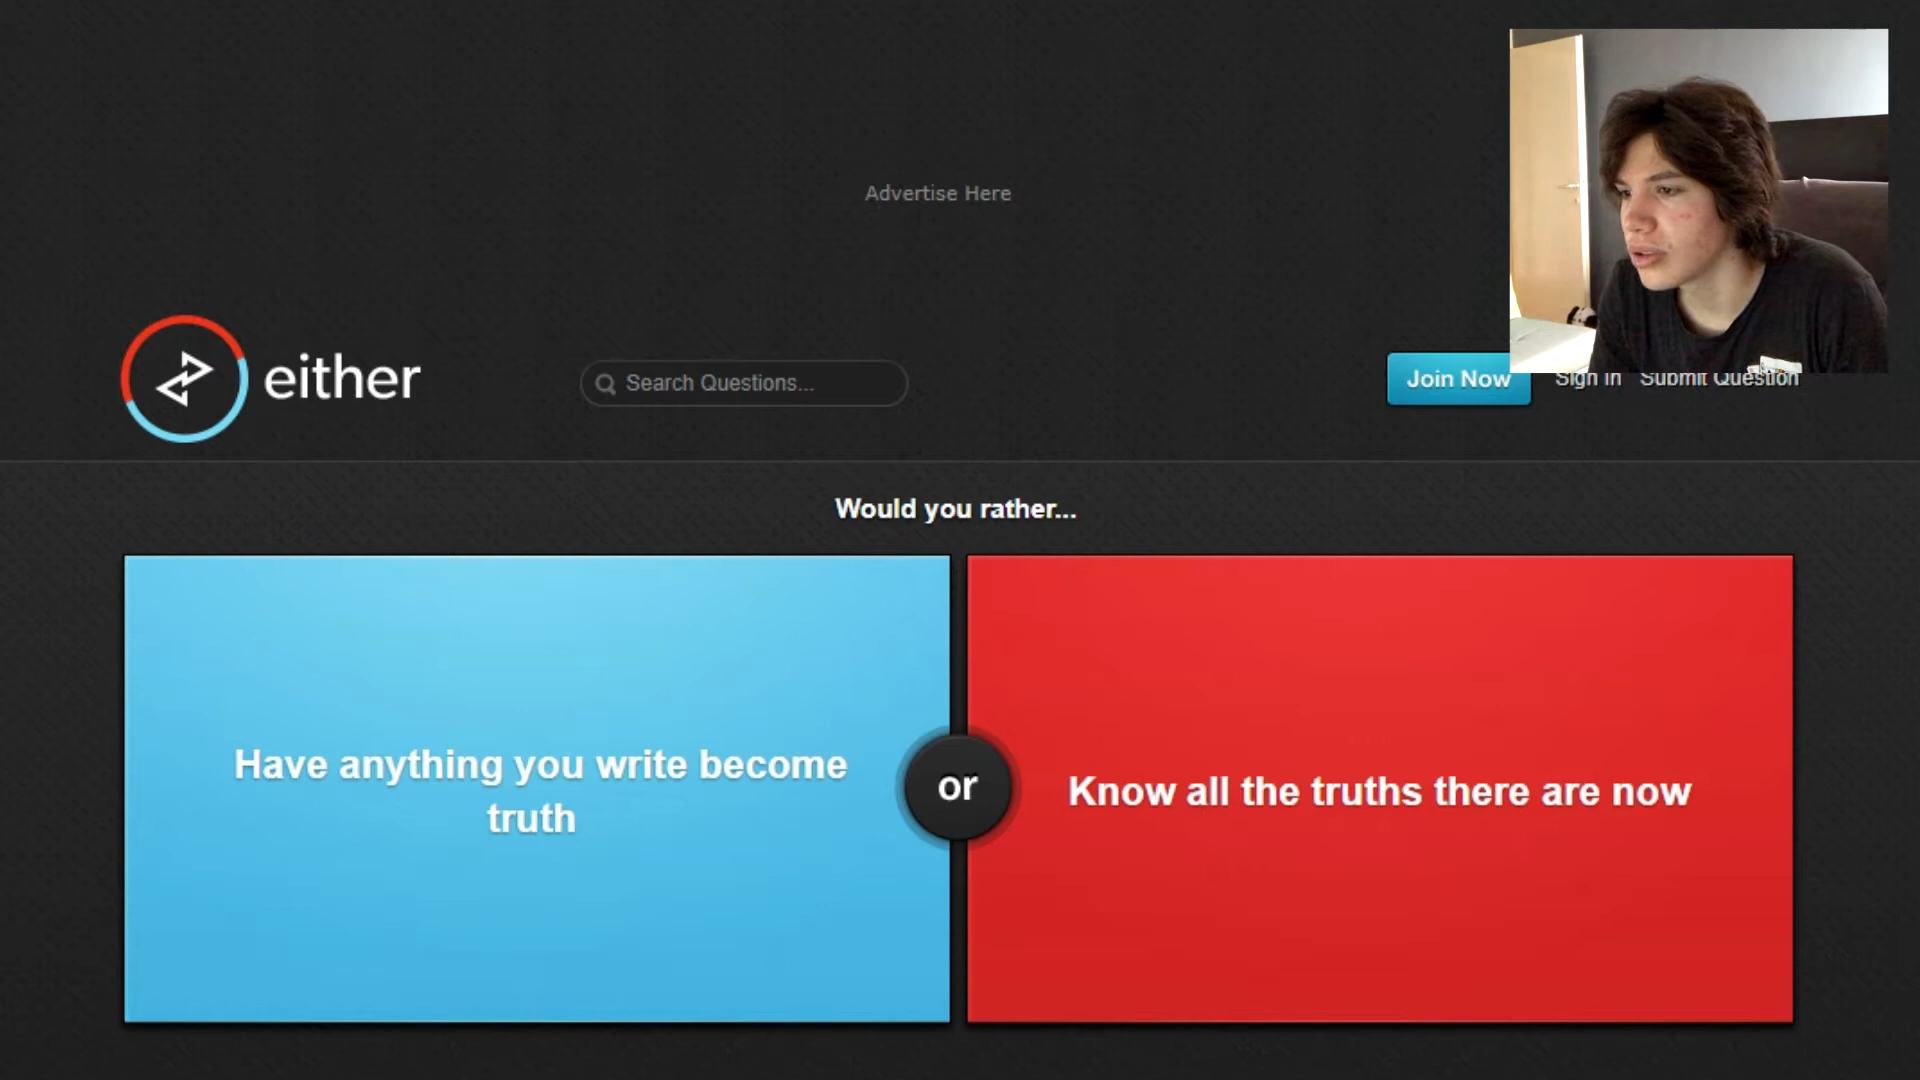 Advertise Here
either
Search Questions...
Join Now
Sign In
Submit Question
Would you rather...
Have anything you write become
truth
or
Know all the truths there are now